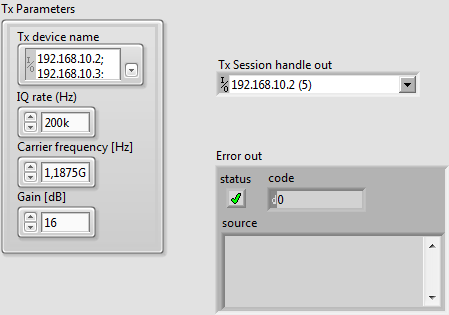 Tx Parameters
Tx device name
192.168.10.2;
192.168.10.3;
IQ rate (Hz)
200k
Carrier frequency [Hz]
1,1875G
Gain [dB]
16
Tx Session handle out
192.168.10.2 (5)
Error out
status
code
d0
source